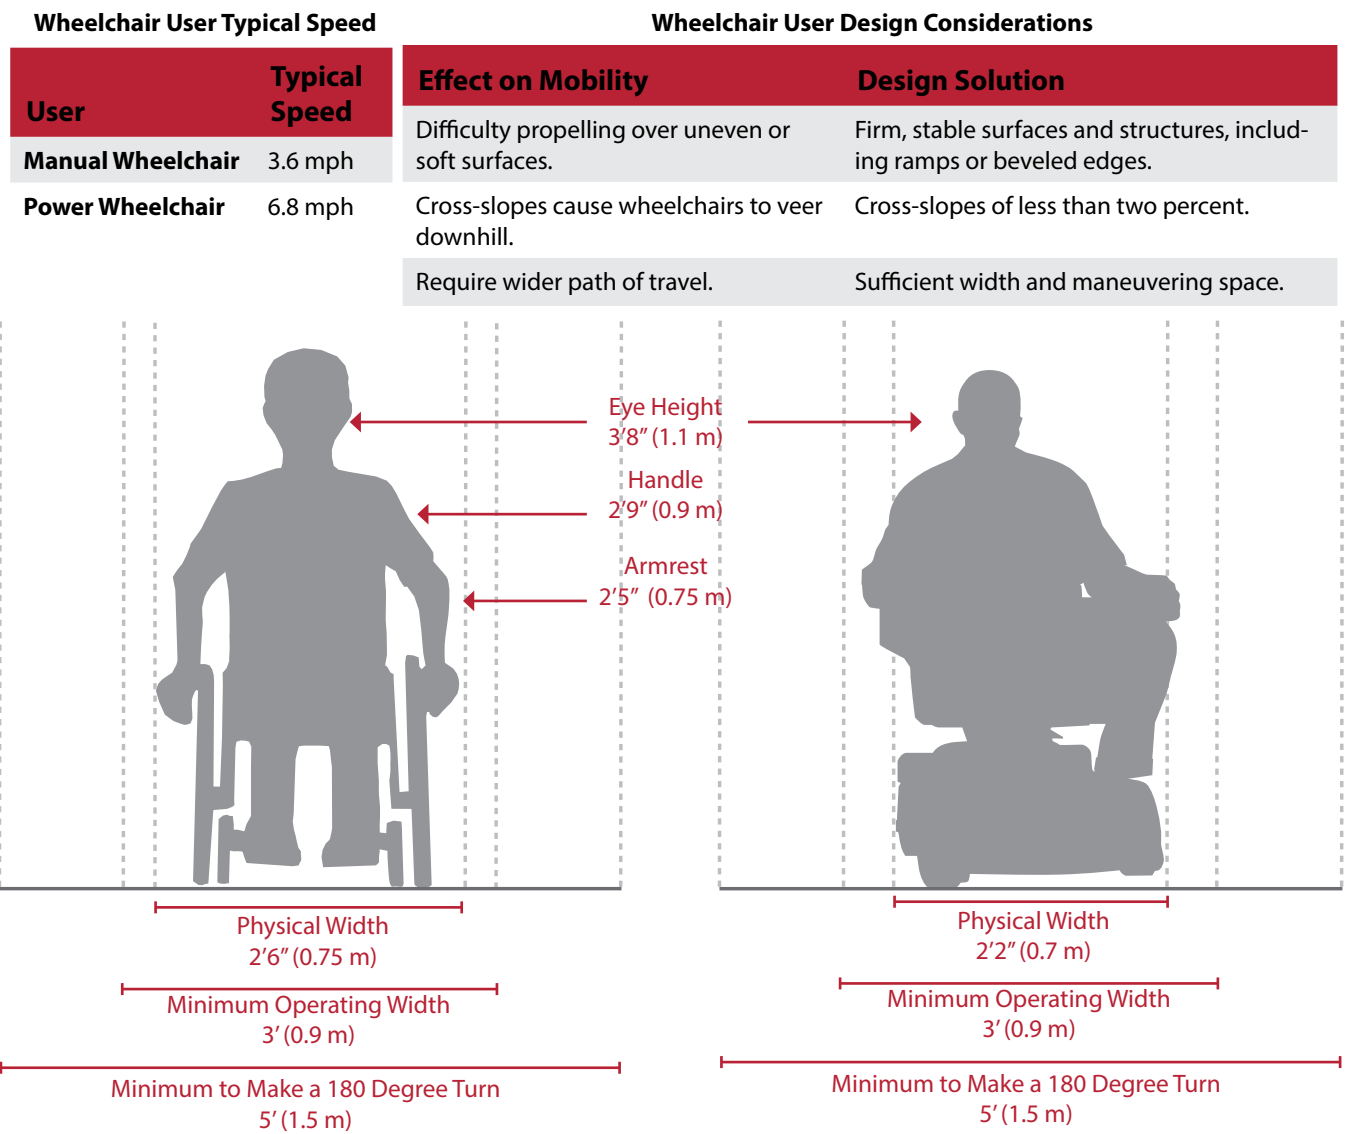 Wheelchair User Typical Speed
User
Typical
Speed
Manual Wheelchair 3.6 mph
Power Wheelchair 6.8 mph
Wheelchair User Design Considerations
Effect on Mobility Design Solution
Difficulty propelling over uneven or
soft surfaces.
Firm, stable surfaces and structures, includ-
ing ramps or beveled edges.
Cross-slopes cause wheelchairs to veer
downhill.
Cross-slopes of less than two percent.
Require wider path of travel.
Sufficient width and maneuvering space.
Eye Height
3’8” (1.1 m)
Handle
2’9” (0.9 m)
Armrest
2’5” (0.75 m)
Physical Width
2’6” (0.75 m)
Minimum Operating Width
3’ (0.9 m)
Minimum to Make a 180 Degree Turn
5’ (1.5 m)
Physical Width
2’2” (0.7 m)
Minimum Operating Width
3’ (0.9 m)
Minimum to Make a 180 Degree Turn
5’ (1.5 m)